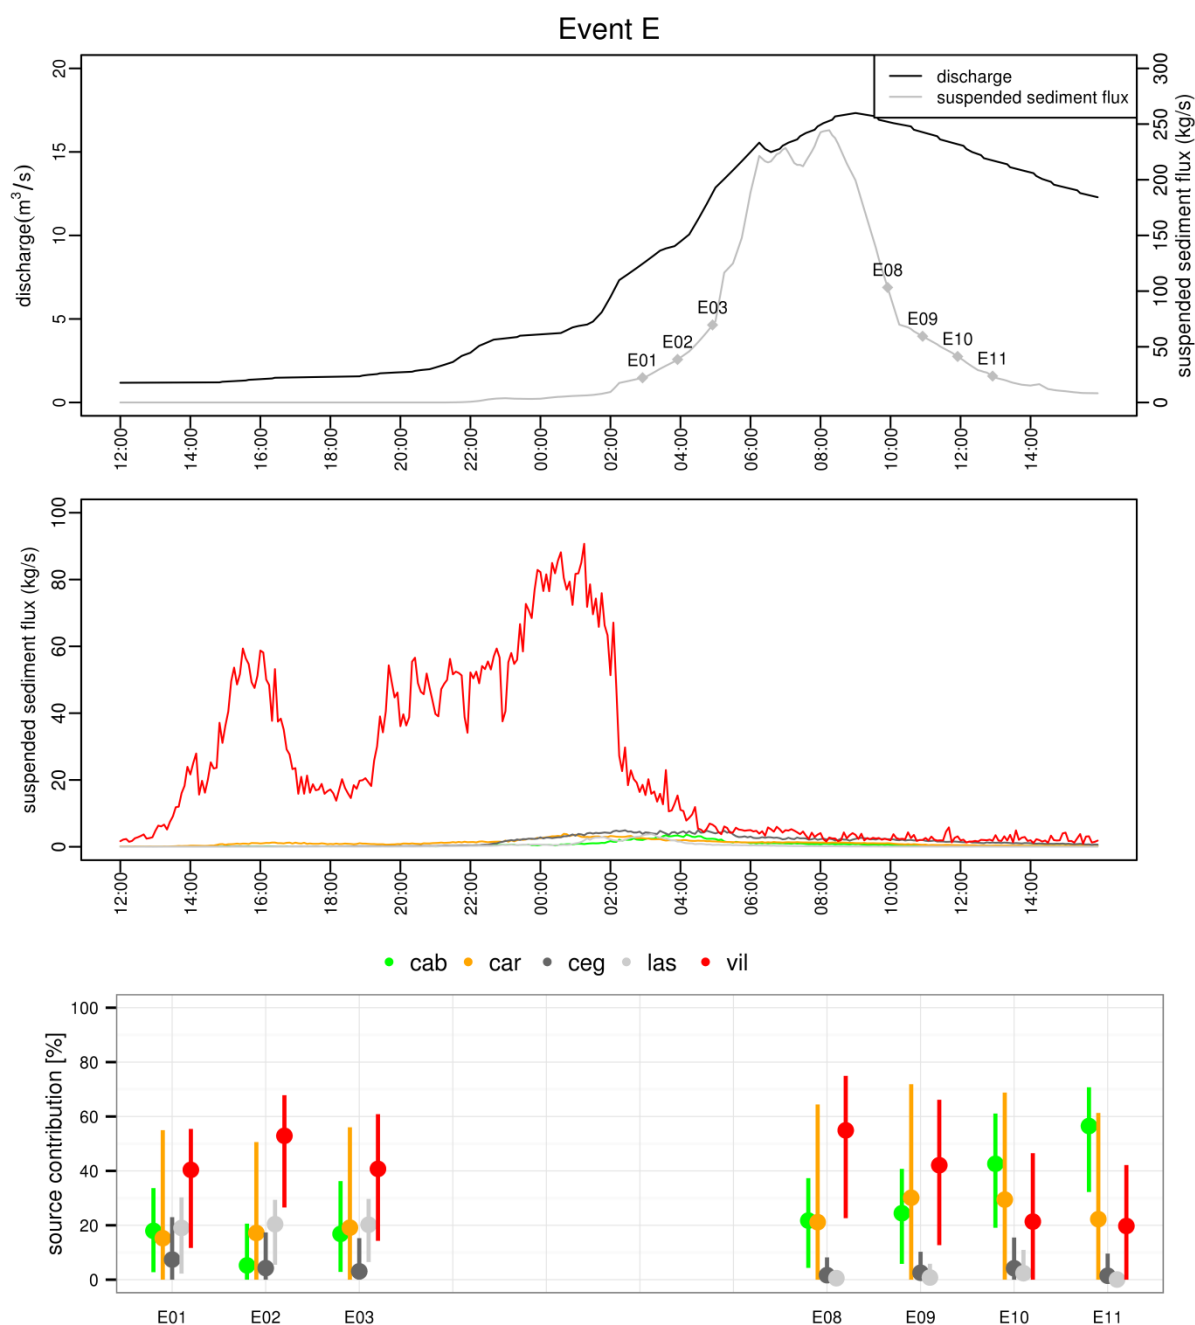 Event E
discharge
suspended sediment flux
discharge(m³/s)
0 5 10 15 20
suspended sediment flux (kg/s)
0 50 100 150 200 250 300
E01 E02 E03 E08 E09 E10 E11
12:00 14:00 16:00 18:00 20:00 22:00 00:00 02:00 04:00 06:00 08:00 10:00 12:00 14:00
suspended sediment flux (kg/s)
0 20 40 60 80 100
12:00 14:00 16:00 18:00 20:00 22:00 00:00 02:00 04:00 06:00 08:00 10:00 12:00 14:00
cab car ceg las vil
source contribution [%]
100
80
60
40
20
0
E01 E02 E03 E08 E09 E10 E11